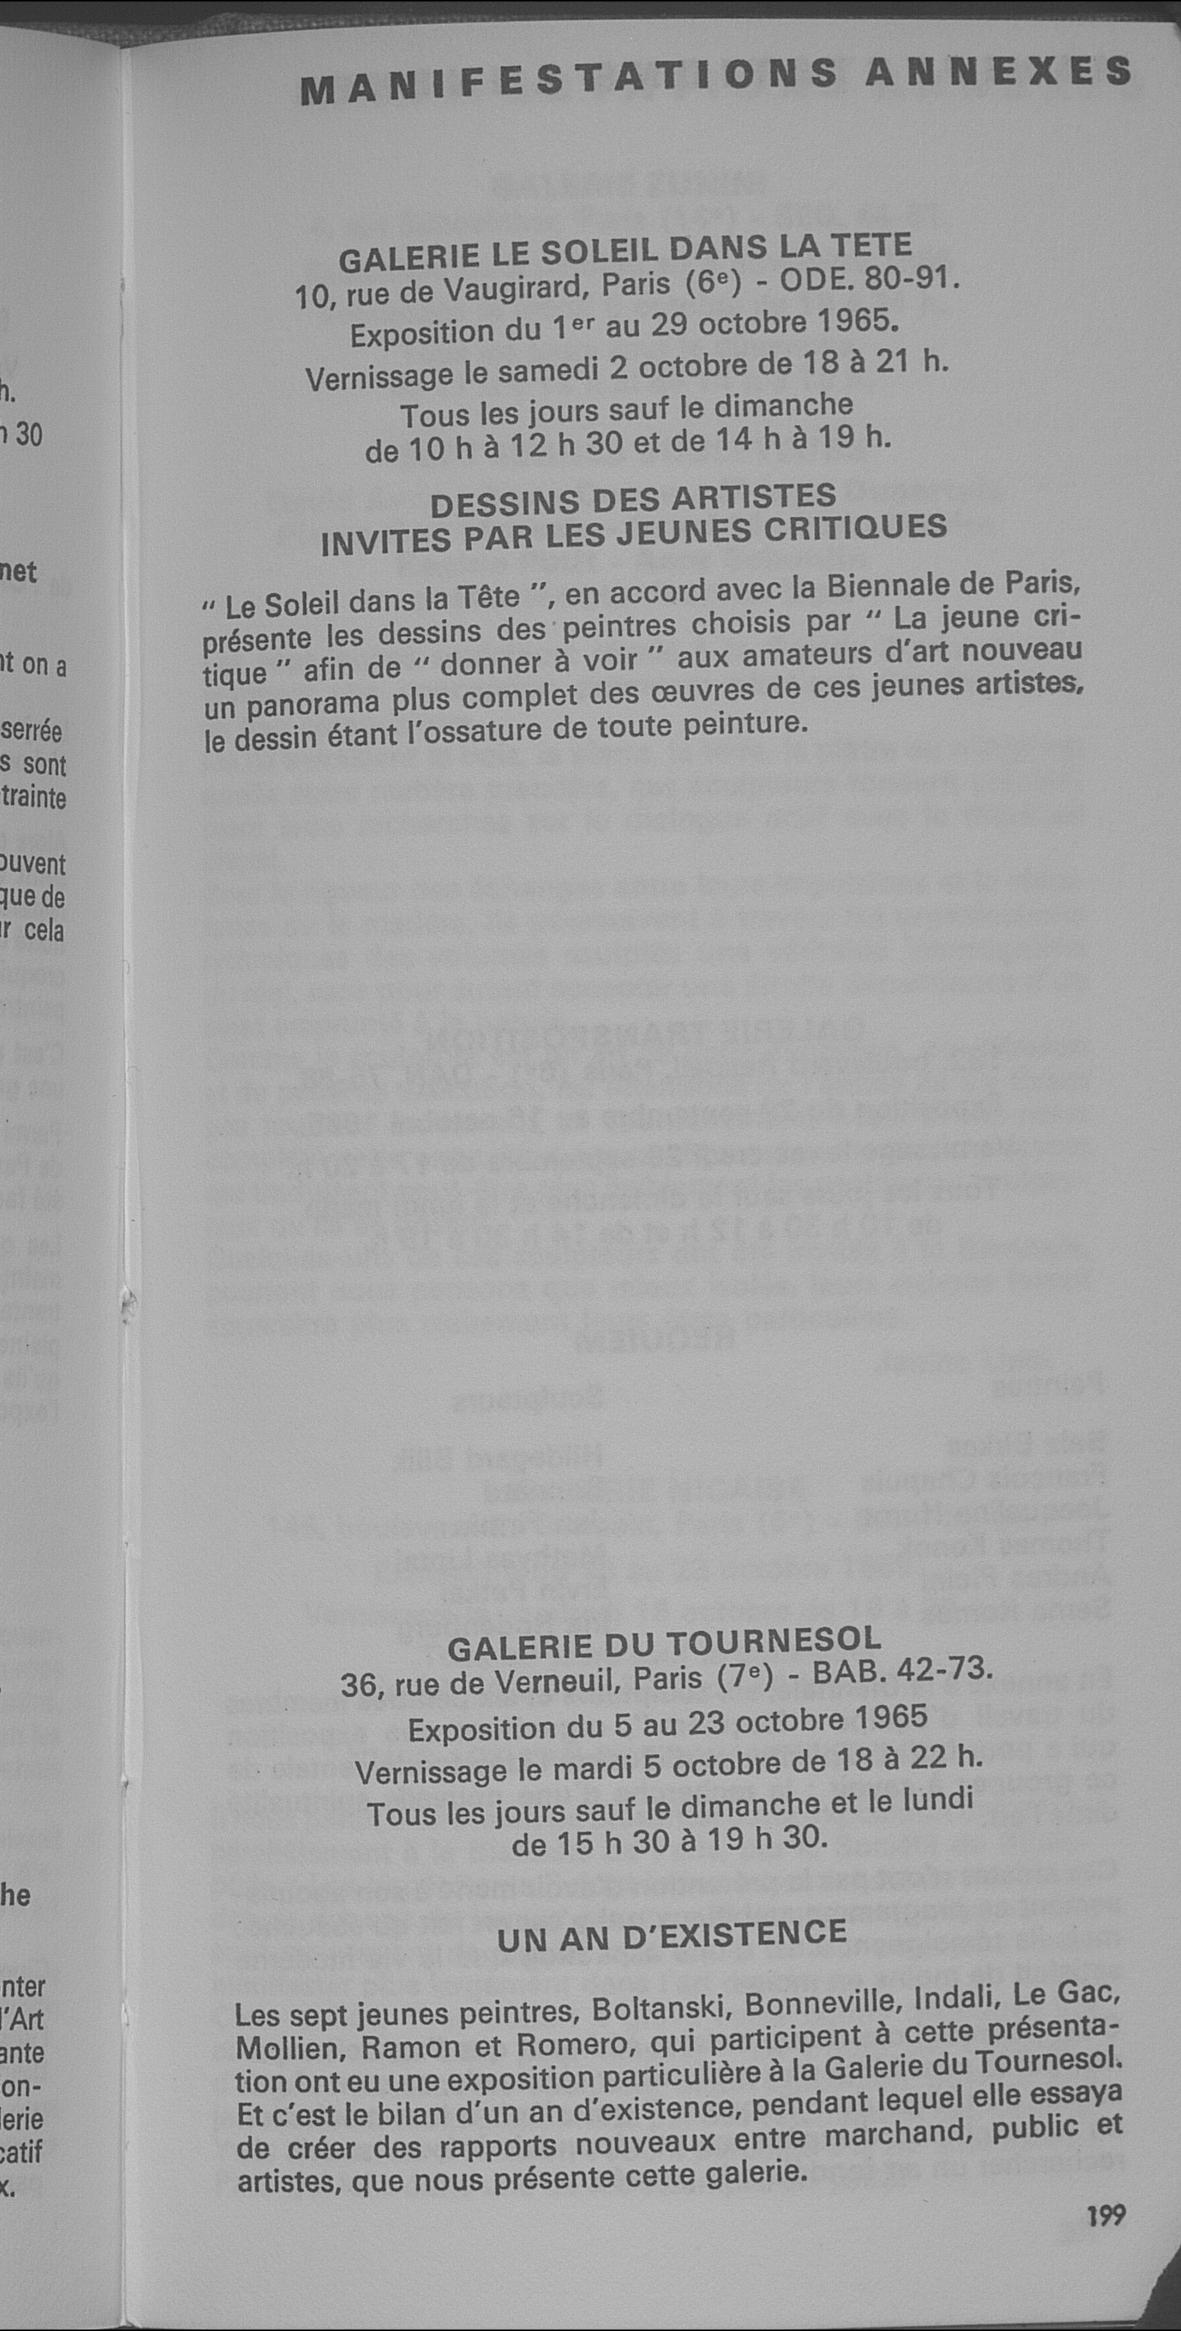 MANIFESTATIONS ANNEXES
GALERIE LE SOLEIL DANS LA TETE
10, rue de Vaugirard, Paris (6e) - ODE. 80-91.
Exposition du 1er au 29 octobre 1965.
Vernissage le samedi 2 octobre de 18 à 21 h.
Tous les jours sauf le dimanche
de 10 h à 12 h 30 et de 14 h à 19 h.
DESSINS DES ARTISTES
INVITES PAR LES JEUNES CRITIQUES
“ Le Soleil dans la Tête ”, en accord avec la Biennale de Paris,
présente les dessins des peintres choisis par “ La jeune cri-
tique ” afin de “ donner à voir ” aux amateurs d’art nouveau
un panorama plus complet des œuvres de ces jeunes artistes,
le dessin étant l’ossature de toute peinture.
GALERIE DU TOURNESOL
36, rue de Verneuil, Paris (7e) - BAB. 42-73.
Exposition du 5 au 23 octobre 1965
Vernissage le mardi 5 octobre de 18 à 22 h.
Tous les jours sauf le dimanche et le lundi
de 15 h 30 à 19 h 30.
UN AN D’EXISTENCE
Les sept jeunes peintres, Boltanski, Bonneville, Indali, Le Gac,
Mollien, Ramon et Romero, qui participent à cette présenta-
tion ont eu une exposition particulière à la Galerie du Tournesol.
Et c’est le bilan d’un an d’existence, pendant lequel elle essaya
de créer des rapports nouveaux entre marchand, public et
artistes, que nous présente cette galerie.
199